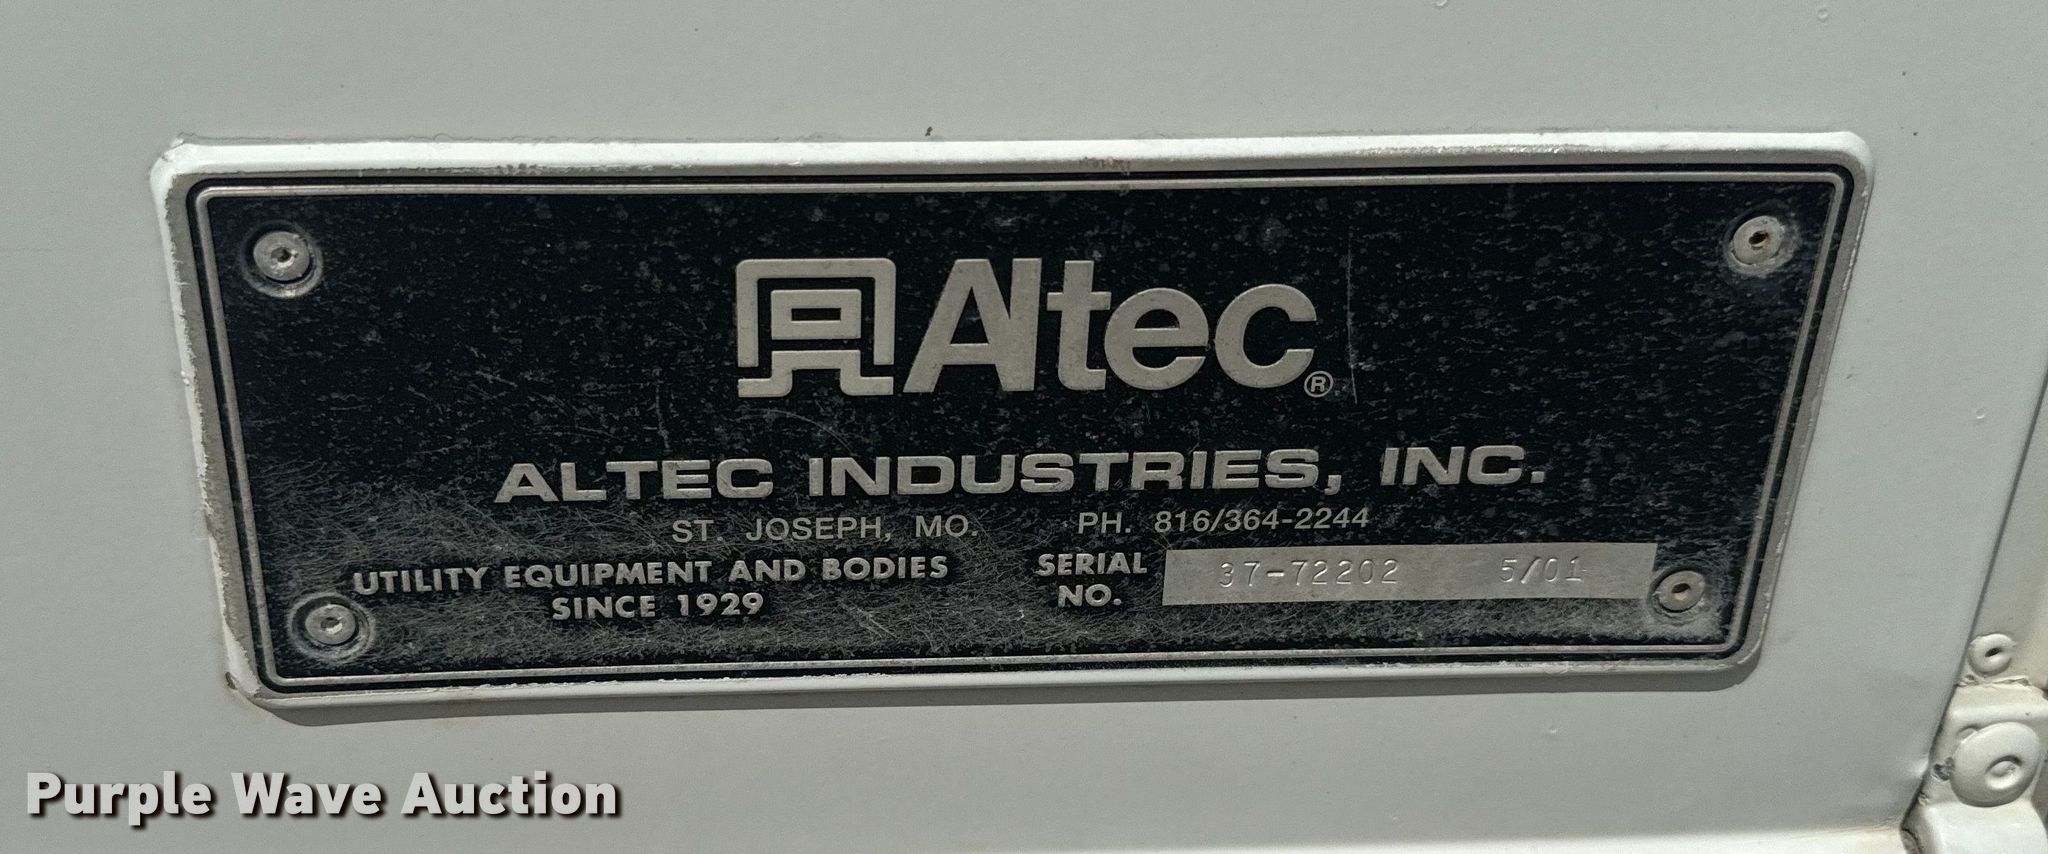 Altec®
ALTEC INDUSTRIES, INC.
ST. JOSEPH, MO. PH. 816/364-2244
UTILITY EQUIPMENT AND BODIES
SINCE 1929
SERIAL
NO.
37-72202 5/01
Purple Wave Auction